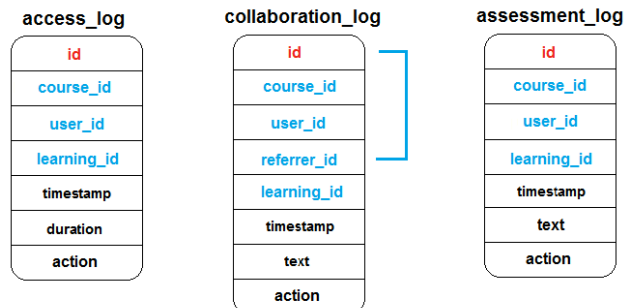 access_log
id
course_id
user_id
learning_id
timestamp
duration
action
collaboration_log
id
course_id
user_id
referrer_id
learning_id
timestamp
text
action
assessment_log
id
course_id
user_id
learning_id
timestamp
text
action